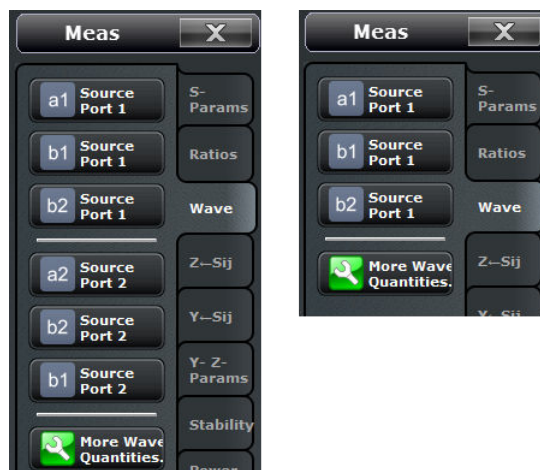 Meas X
a1 Source Port 1
b1 Source Port 1
b2 Source Port 1
a2 Source Port 2
b2 Source Port 2
b1 Source Port 2
More Wave
Quantities.
S-
Params
Ratios
Wave
Z←Sij
Y←Sij
Y- Z-
Params
Stability
Power
Meas X
a1 Source Port 1
b1 Source Port 1
b2 Source Port 1
More Wave
Quantities.
S-
Params
Ratios
Wave
Z←Sij
Y←Sij